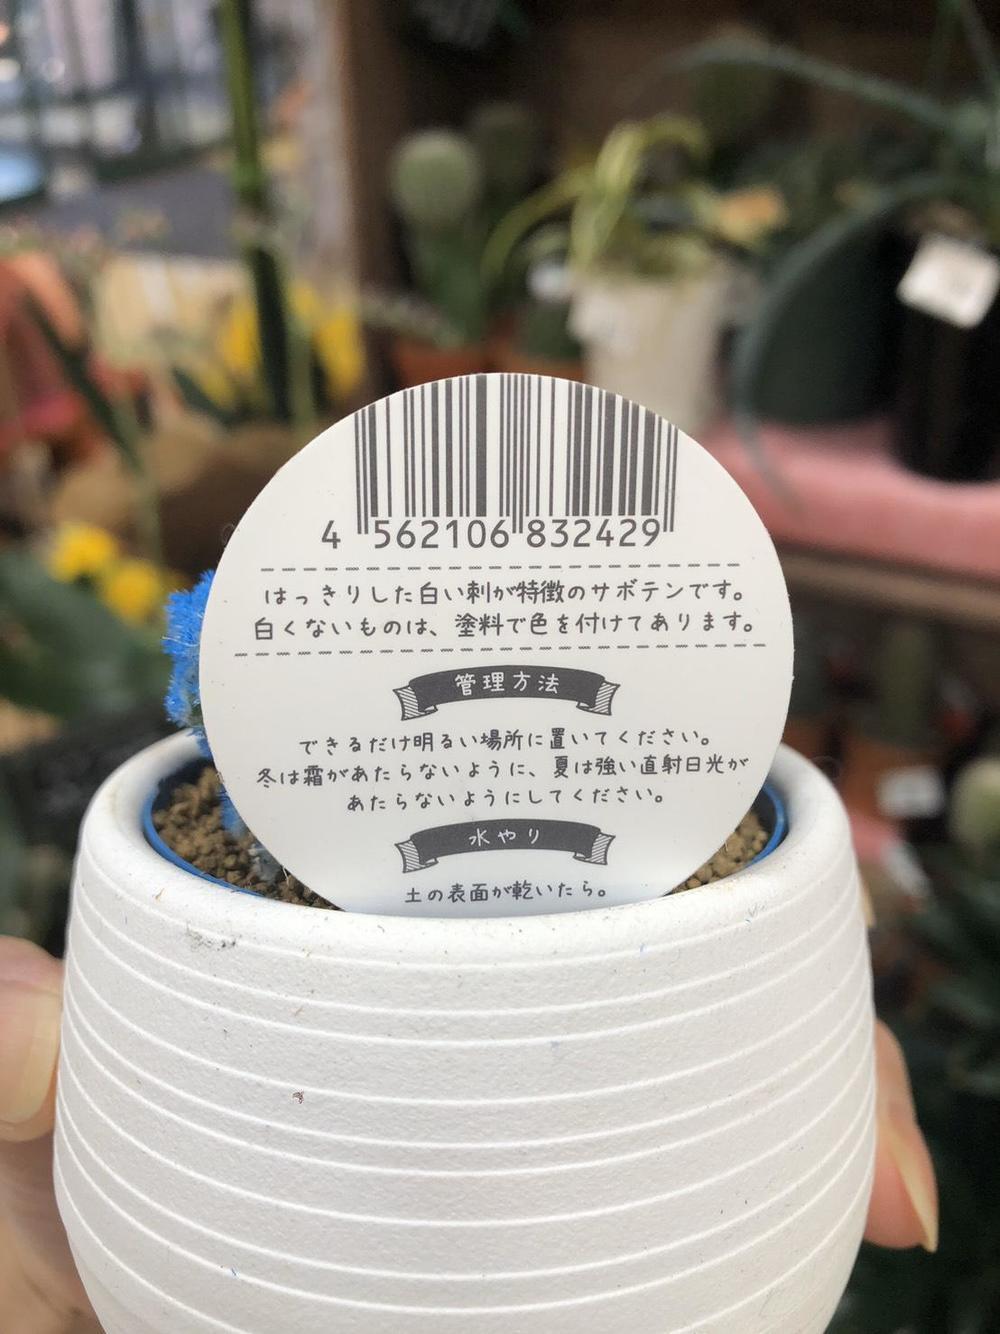 4 562106 832429
はっきりした白い刺が特徴のサボテンです。
白くないものは、塗料で色を付けてあります。
管理方法
できるだけ明るい場所に置いてください。
冬は霜があたらないように、夏は強い直射日光が
あたらないようにしてください。
水やり
土の表面が乾いたら。